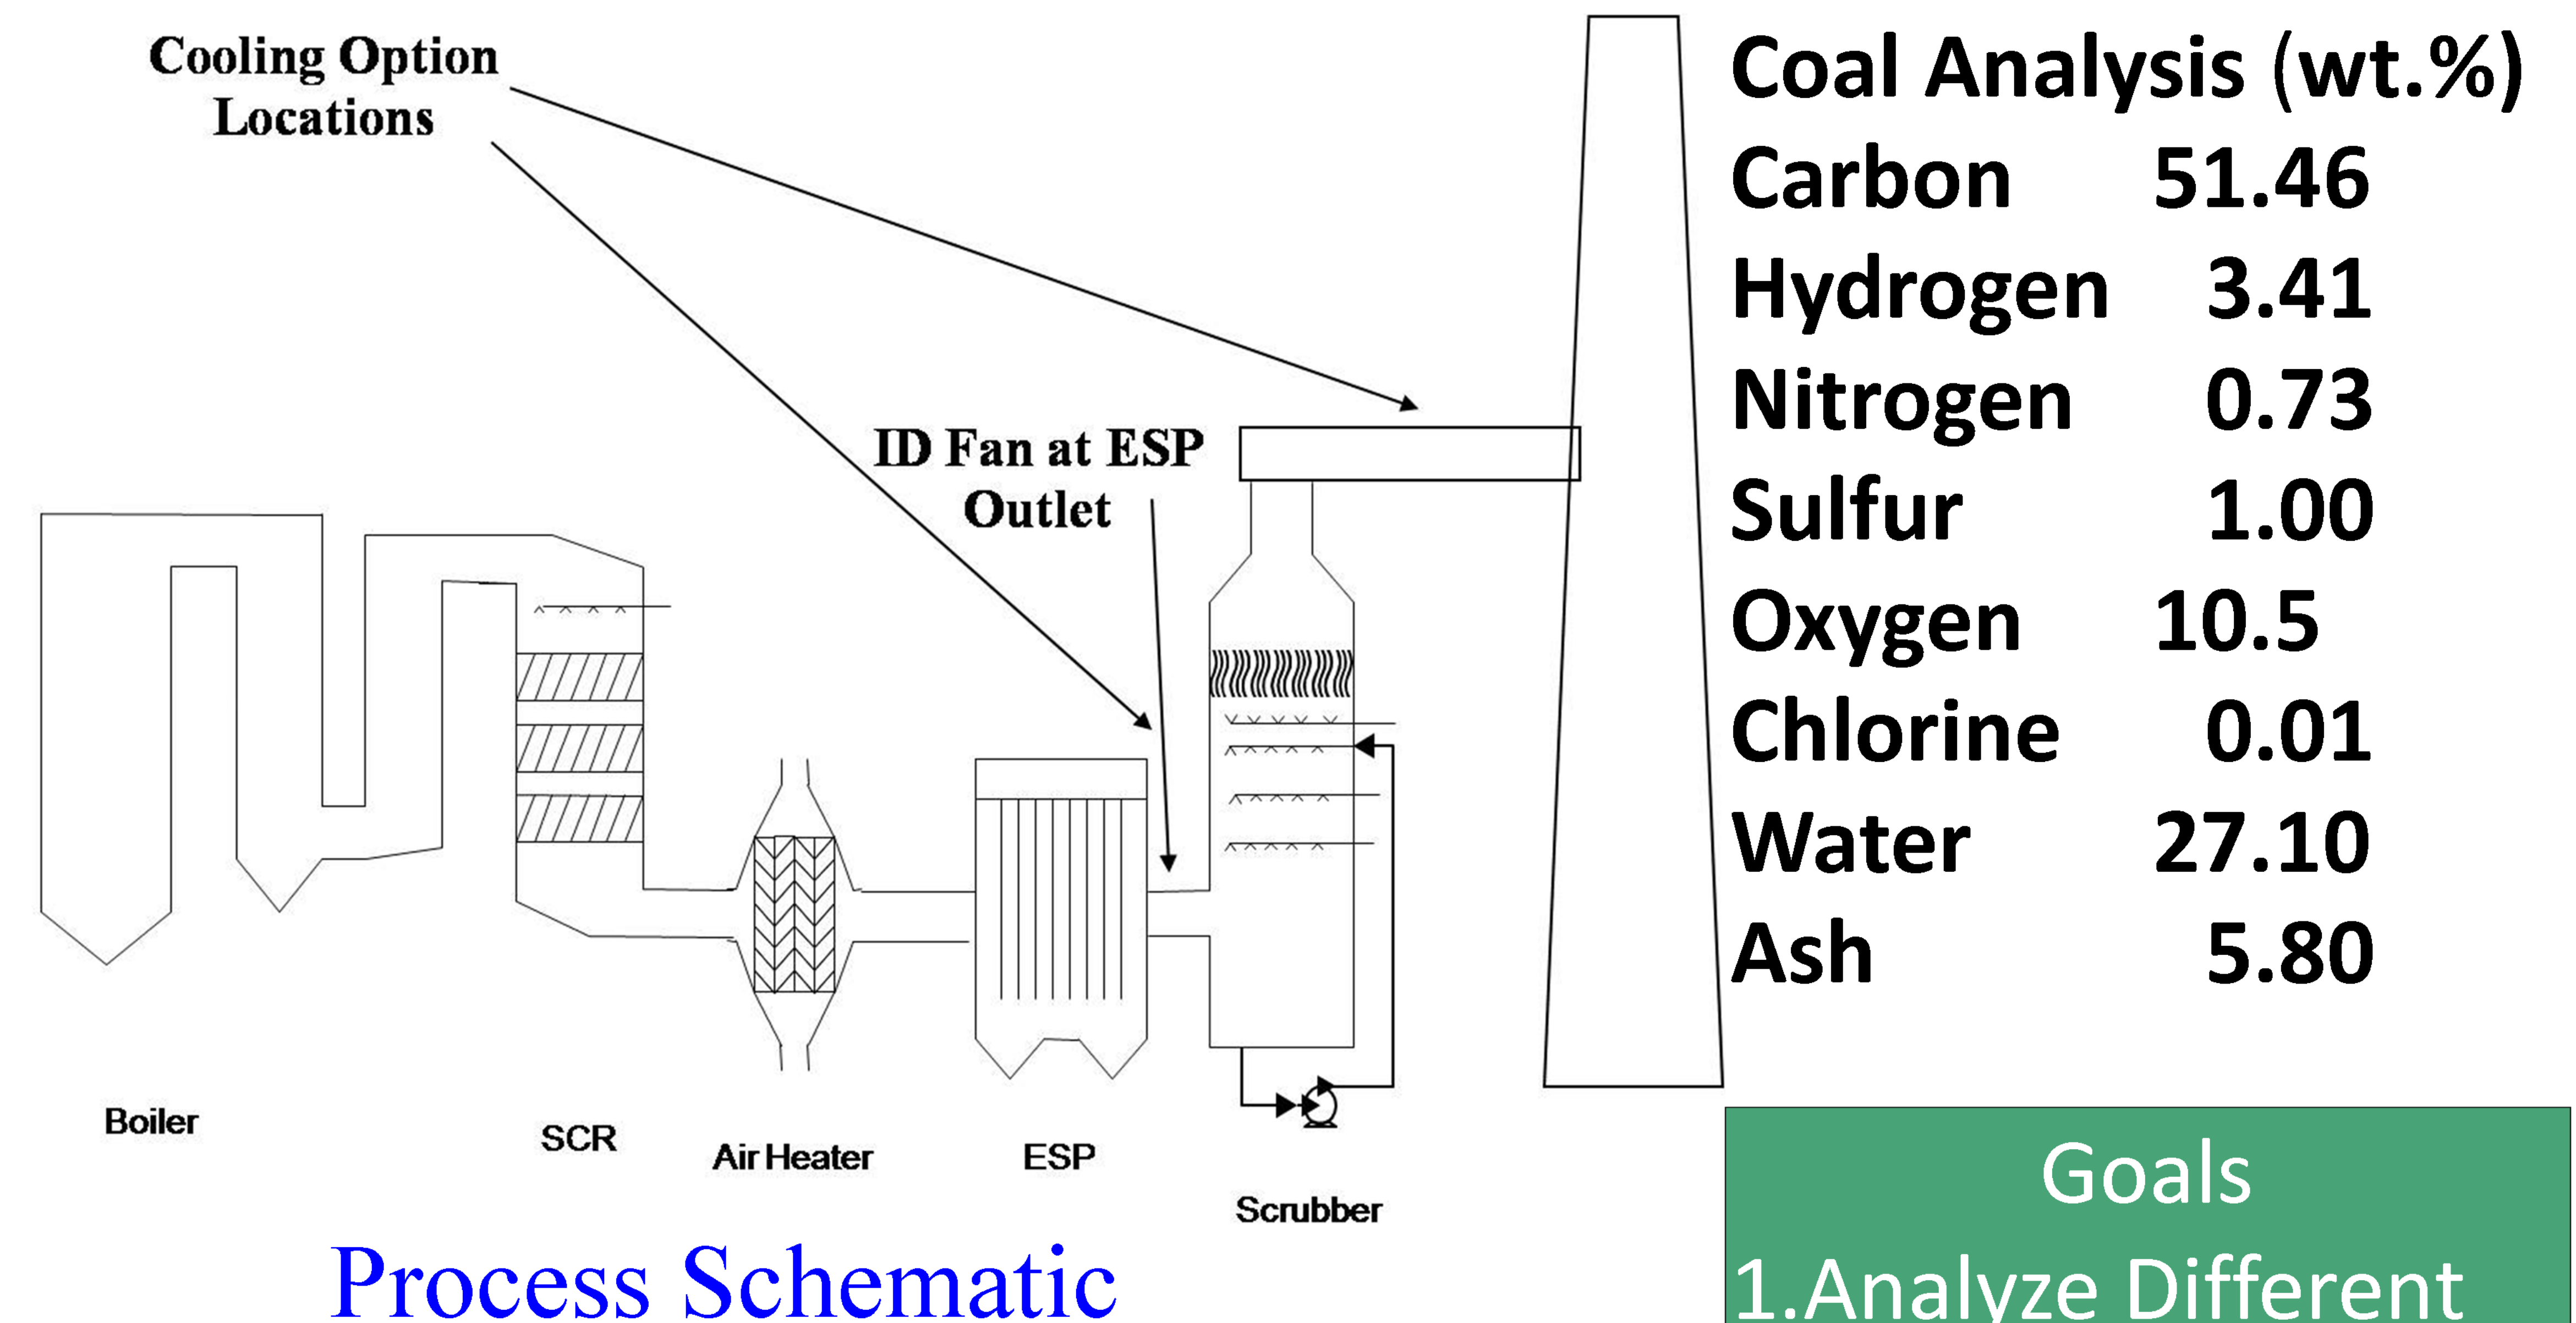 Cooling Option
Locations
ID Fan at ESP
Outlet
Boiler
SCR
Air Heater
ESP
Scrubber
Process Schematic
Coal Analysis (wt.%)
Carbon 51.46
Hydrogen 3.41
Nitrogen 0.73
Sulfur 1.00
Oxygen 10.5
Chlorine 0.01
Water 27.10
Ash 5.80
Goals
1.Analyze Different